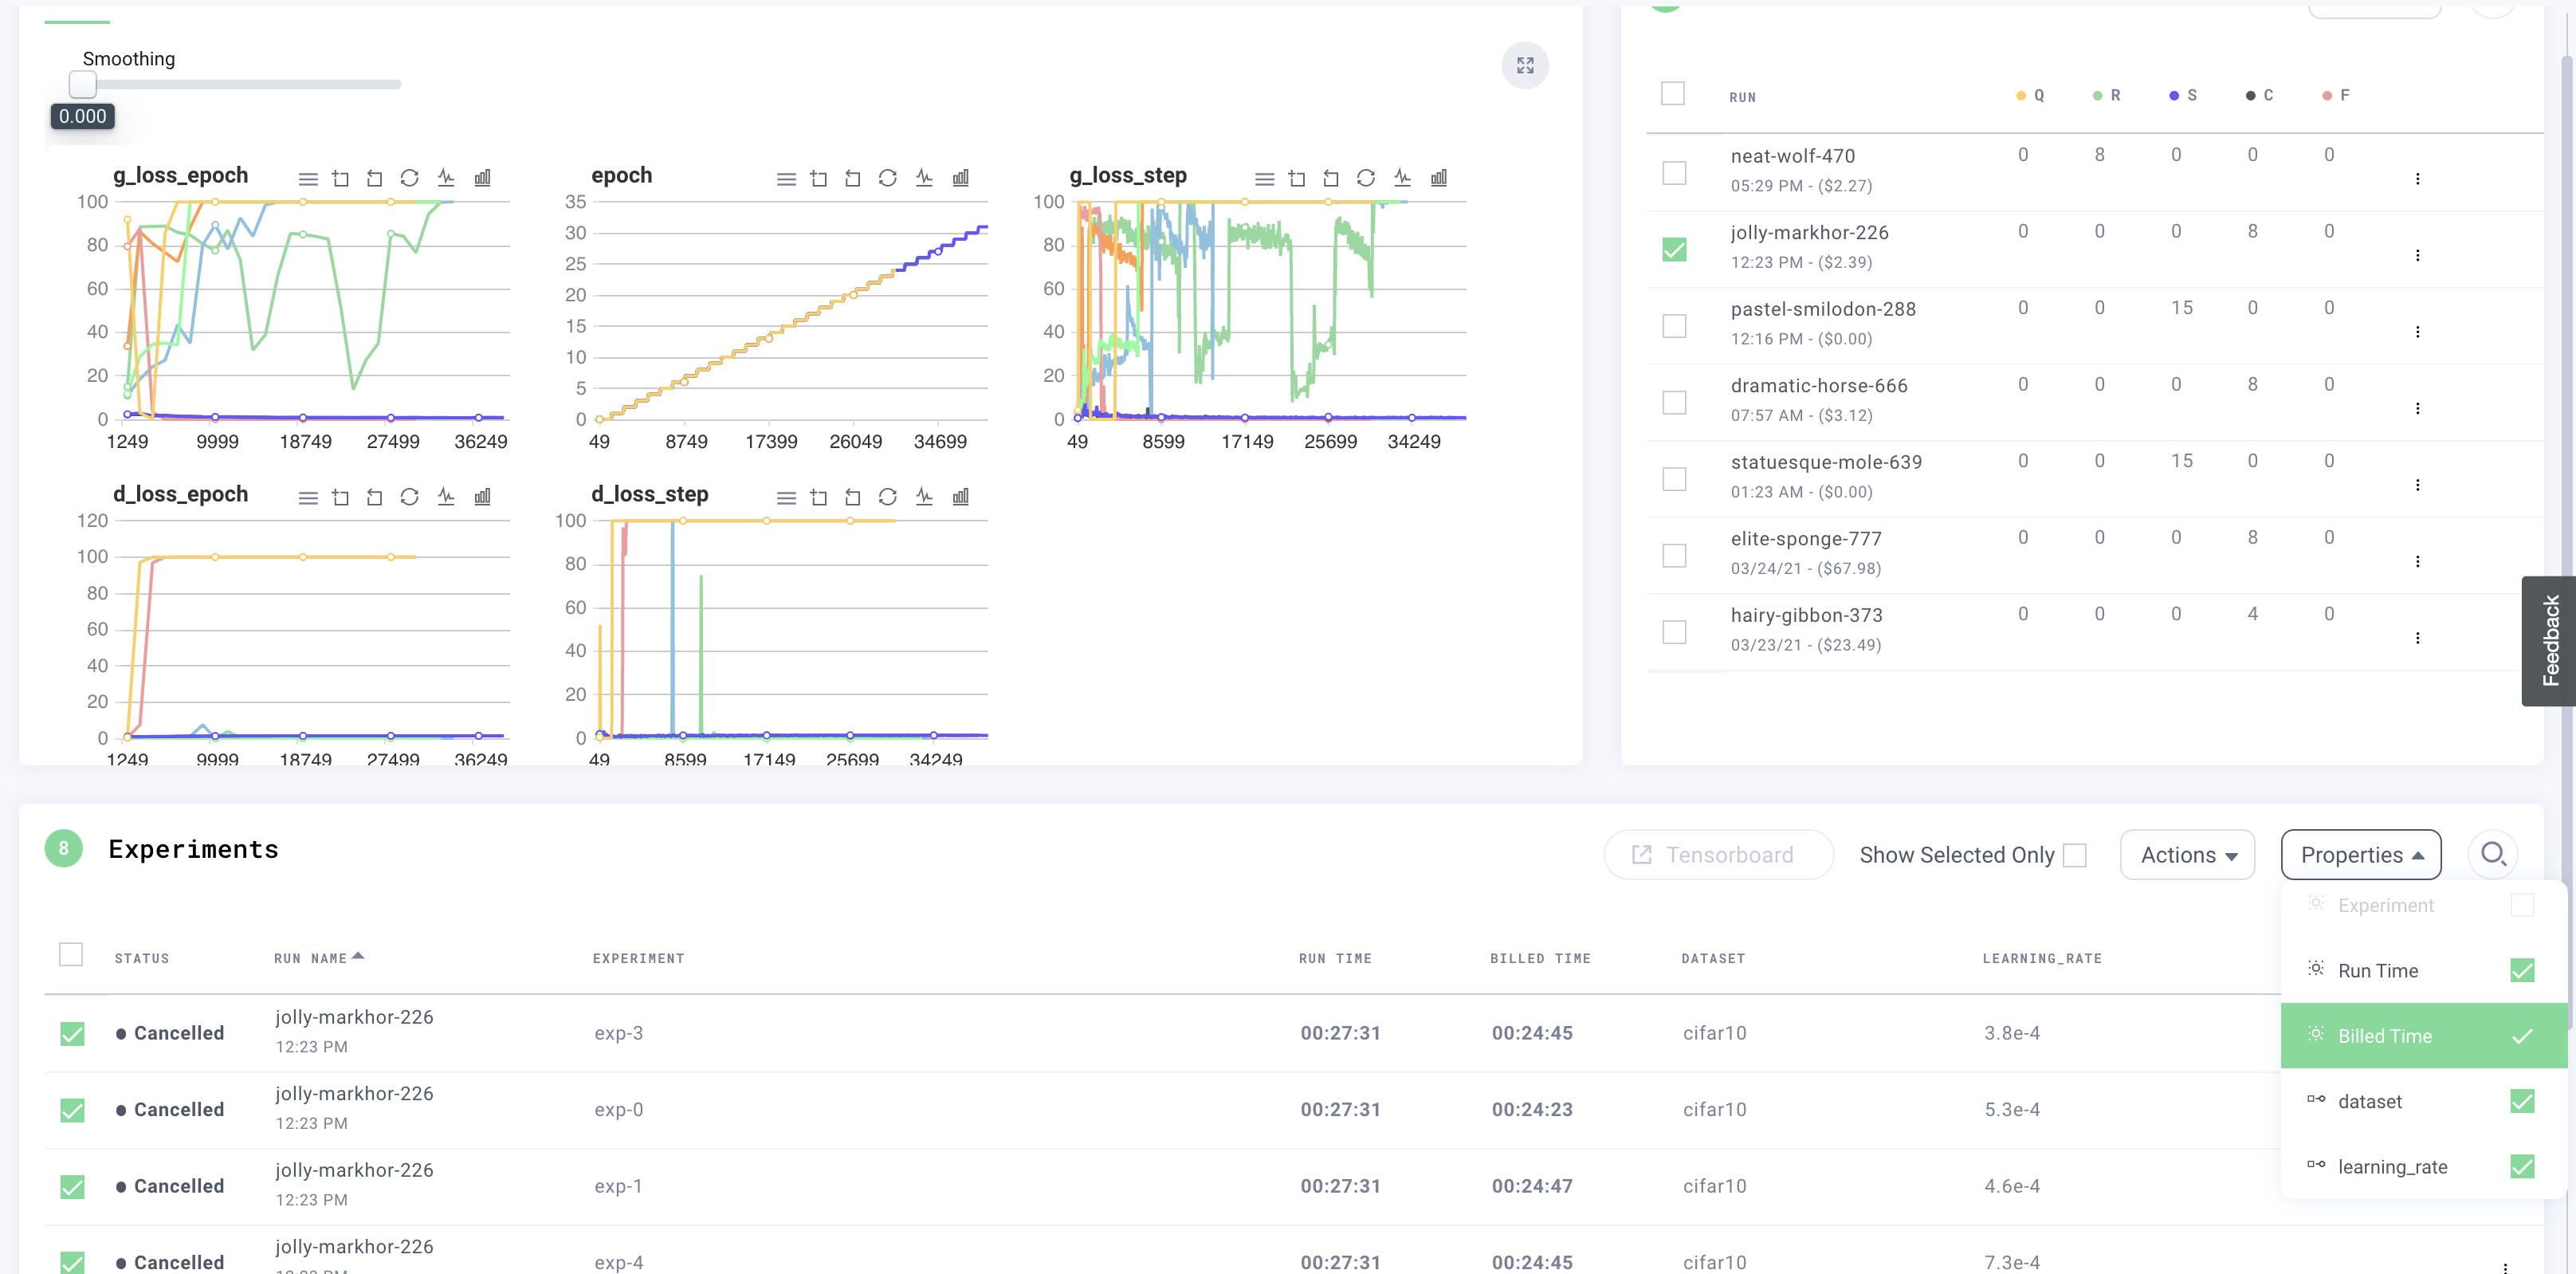 Smoothing
0.000
g_loss_epoch
100
80
60
40
20
0
1249 9999 18749 27499 36249
epoch
35
30
25
20
15
10
5
0
49 8749 17399 26049 34699
g_loss_step
100
80
60
40
20
0
49 8599 17149 25699 34249
d_loss_epoch
120
100
80
60
40
20
0
1249 9999 18749 27499 36249
d_loss_step
100
80
60
40
20
0
49 8599 17149 25699 34249
RUN Q R S C F
neat-wolf-470 0 8 0 0 0
05:29 PM - ($2.27)
jolly-markhor-226 0 0 0 8 0
12:23 PM - ($2.39)
pastel-smilodon-288 0 0 15 0 0
12:16 PM - ($0.00)
dramatic-horse-666 0 0 0 8 0
07:57 AM - ($3.12)
statuesque-mole-639 0 0 15 0 0
01:23 AM - ($0.00)
elite-sponge-777 0 0 0 8 0
03/24/21 - ($67.98)
hairy-gibbon-373 0 0 0 4 0
03/23/21 - ($23.49)
Feedback
8 Experiments Tensorboard Show Selected Only Actions Properties
Experiment
Run Time
Billed Time
dataset
learning_rate
STATUS RUN NAME EXPERIMENT RUN TIME BILLED TIME DATASET LEARNING_RATE
Cancelled jolly-markhor-226 exp-3 00:27:31 00:24:45 cifar10 3.8e-4
12:23 PM
Cancelled jolly-markhor-226 exp-0 00:27:31 00:24:23 cifar10 5.3e-4
12:23 PM
Cancelled jolly-markhor-226 exp-1 00:27:31 00:24:47 cifar10 4.6e-4
12:23 PM
Cancelled jolly-markhor-226 exp-4 00:27:31 00:24:45 cifar10 7.3e-4